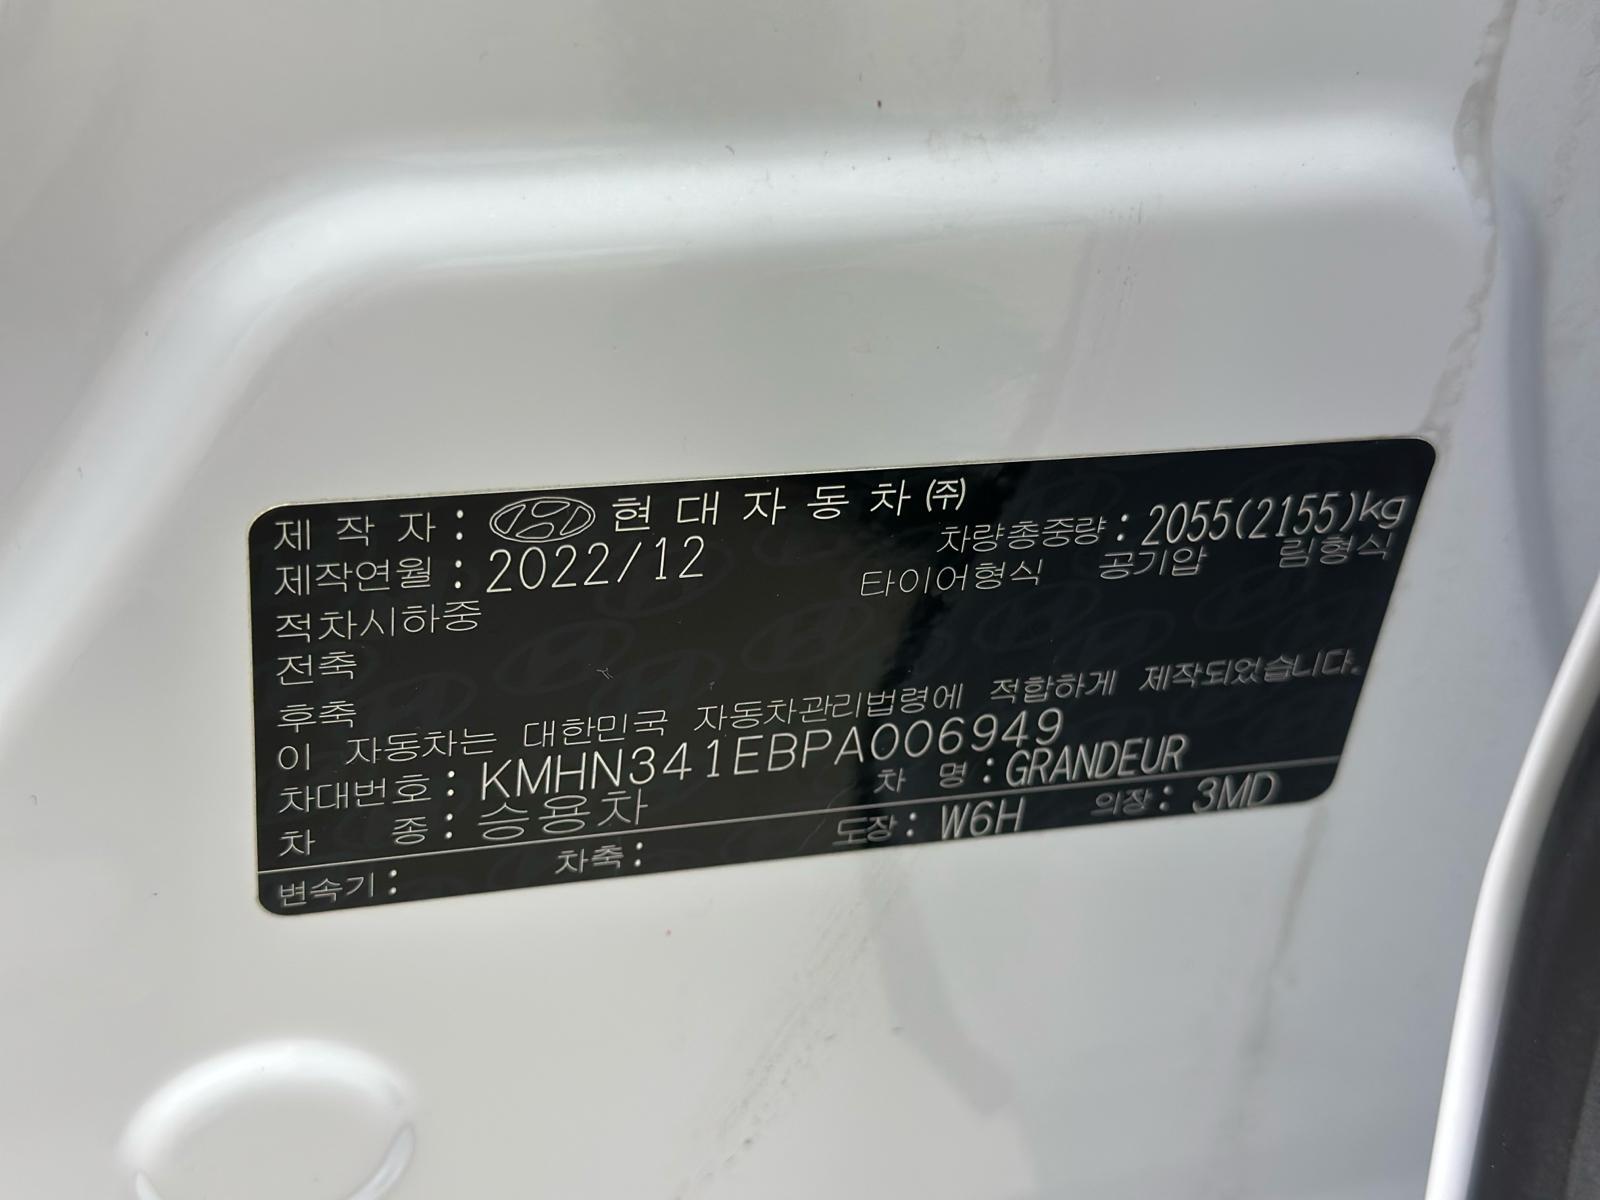 제 작 자 : HYUNDAI 현 대 자 동 차 ㈜
제작연월 : 2022/12 차량총중량 : 2055(2155)kg
적차시하중 타이어형식 공기압 림형식
전축
후축
이 자동차는 대한민국 자동차관리법령에 적합하게 제작되었습니다.
차대번호 : KMHN341EBPA006949
차 종 : 승용차 차 명 : GRANDEUR
변속기 : 차축 : 도장 : W6H 의장 : 3MD